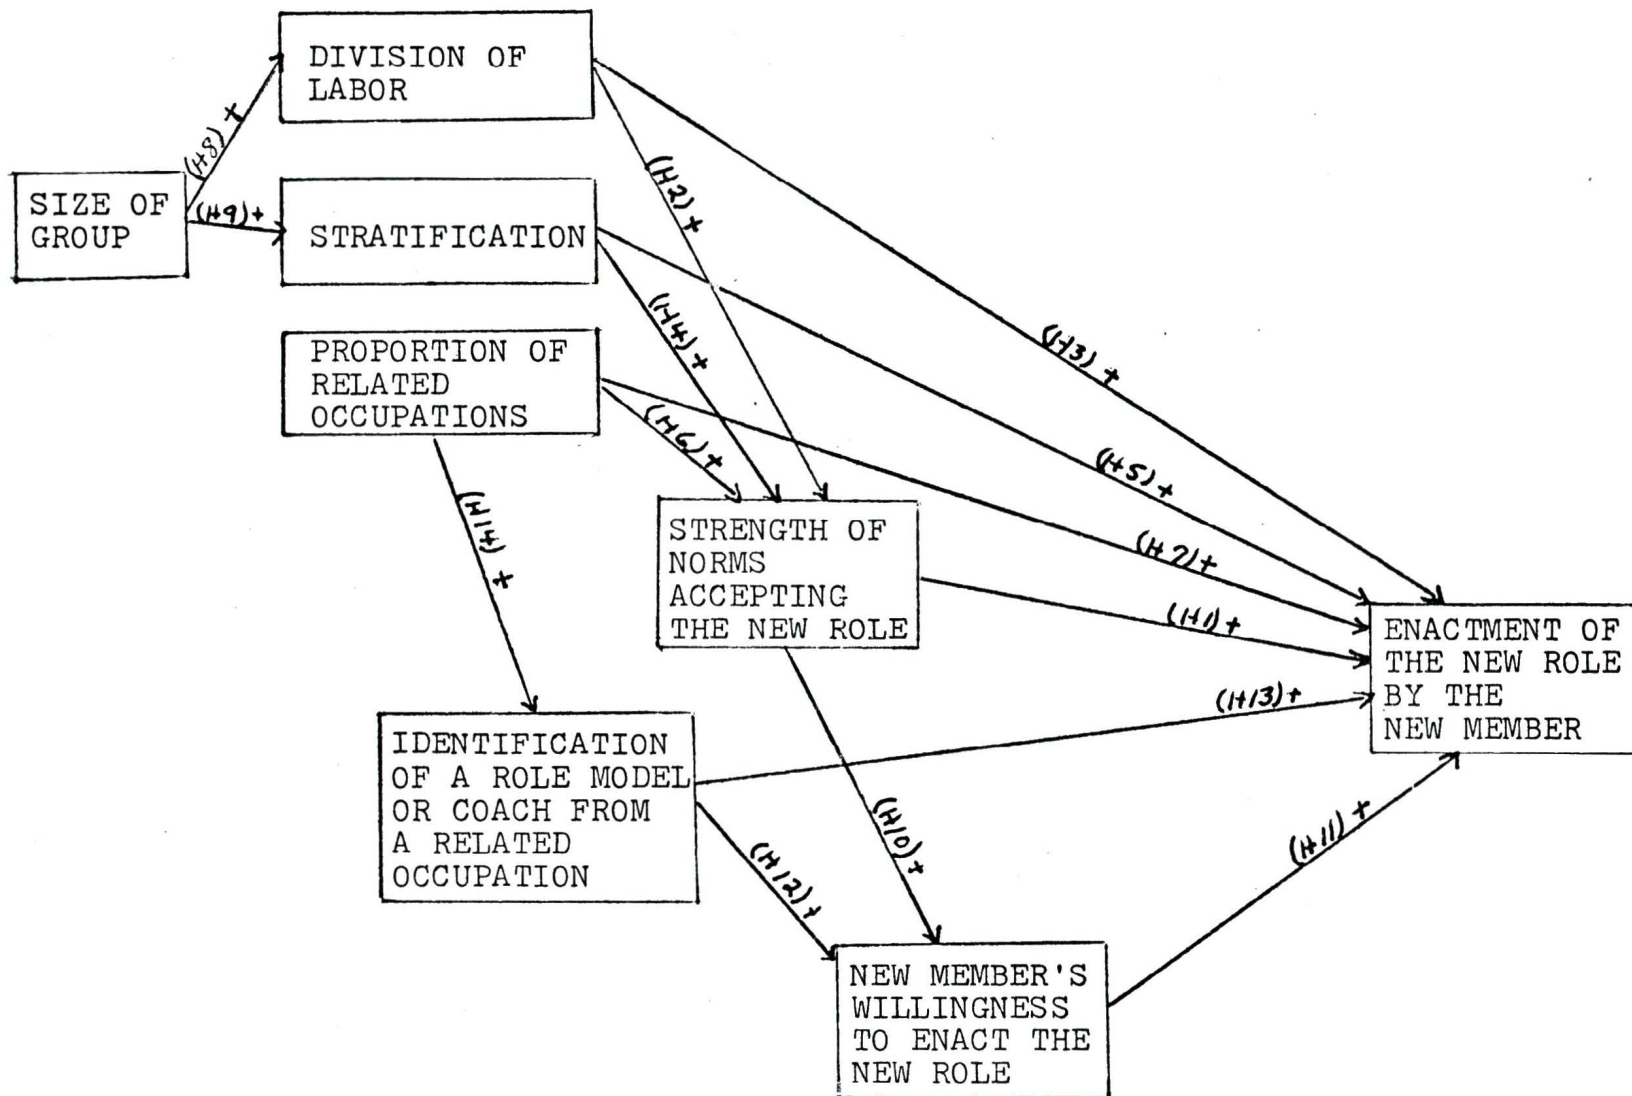 DIVISION OF
LABOR
(H8) +
(H2) +
SIZE OF
GROUP
(H9) +
STRATIFICATION
(H4) +
(H3) +
PROPORTION OF
RELATED
OCCUPATIONS
(H6) +
(H5) +
(H14) +
STRENGTH OF
NORMS
ACCEPTING
THE NEW ROLE
(H7) +
(H1) +
ENACTMENT OF
THE NEW ROLE
BY THE
NEW MEMBER
(H13) +
IDENTIFICATION
OF A ROLE MODEL
OR COACH FROM
A RELATED
OCCUPATION
(H10) +
(H12) +
(H11) +
NEW MEMBER'S
WILLINGNESS
TO ENACT THE
NEW ROLE